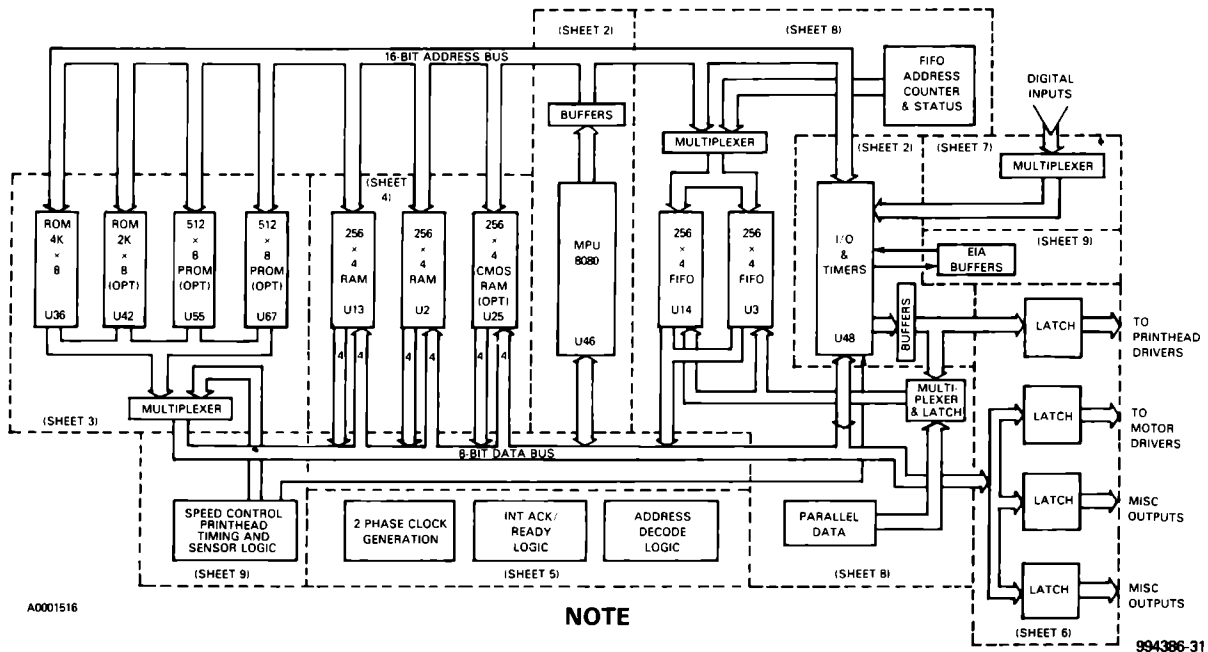 (SHEET 2)
(SHEET 8)
16-BIT ADDRESS BUS
FIFO
ADDRESS
COUNTER
& STATUS
DIGITAL
INPUTS
BUFFERS
MULTIPLEXER
(SHEET 2)
(SHEET 7)
MULTIPLEXER
(SHEET
4)
ROM
4K
×
8
U36
ROM
2K
×
8
(OPT)
U42
512
×
8
PROM
(OPT)
U55
512
×
8
PROM
(OPT)
U67
256
×
4
RAM
U13
256
×
4
RAM
U2
256
×
4
CMOS
RAM
(OPT)
U25
MPU
8080
U46
256
×
4
FIFO
U14
256
×
4
FIFO
U3
I/O
&
TIMERS
U48
(SHEET 9)
EIA
BUFFERS
BUFFERS
LATCH
TO
PRINTHEAD
DRIVERS
4
4
4
4
4
4
MULTI-
PLEXER
& LATCH
(SHEET 3)
MULTIPLEXER
LATCH
TO
MOTOR
DRIVERS
8-BIT DATA BUS
SPEED CONTROL
PRINTHEAD
TIMING AND
SENSOR LOGIC
2 PHASE CLOCK
GENERATION
INT ACK/
READY
LOGIC
ADDRESS
DECODE
LOGIC
PARALLEL
DATA
LATCH
MISC
OUTPUTS
(SHEET 9)
(SHEET 5)
(SHEET 8)
LATCH
MISC
OUTPUTS
(SHEET 6)
A0001516
NOTE
994386-31